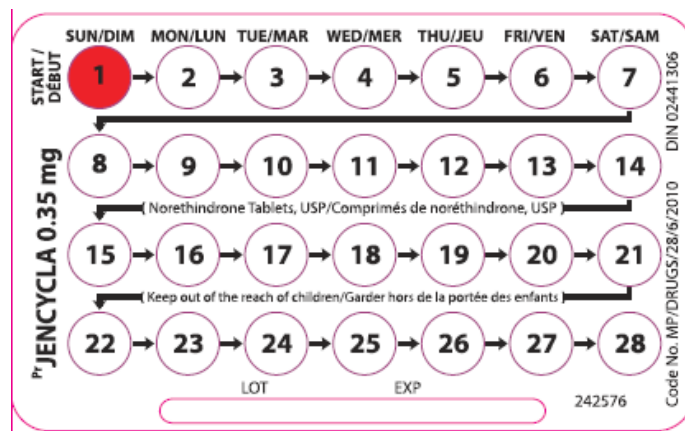 SUN/DIM MON/LUN TUE/MAR WED/MER THU/JEU FRI/VEN SAT/SAM
START /
DÉBUT
1 2 3 4 5 6 7
8 9 10 11 12 13 14
( Norethindrone Tablets, USP/Comprimés de noréthindrone, USP )
15 16 17 18 19 20 21
( Keep out of the reach of children/Garder hors de la portée des enfants )
22 23 24 25 26 27 28
LOT EXP
242576
Pr JENCYCLA 0.35 mg
DIN 02441306
Code No. MP/DRUGS/28/6/2010